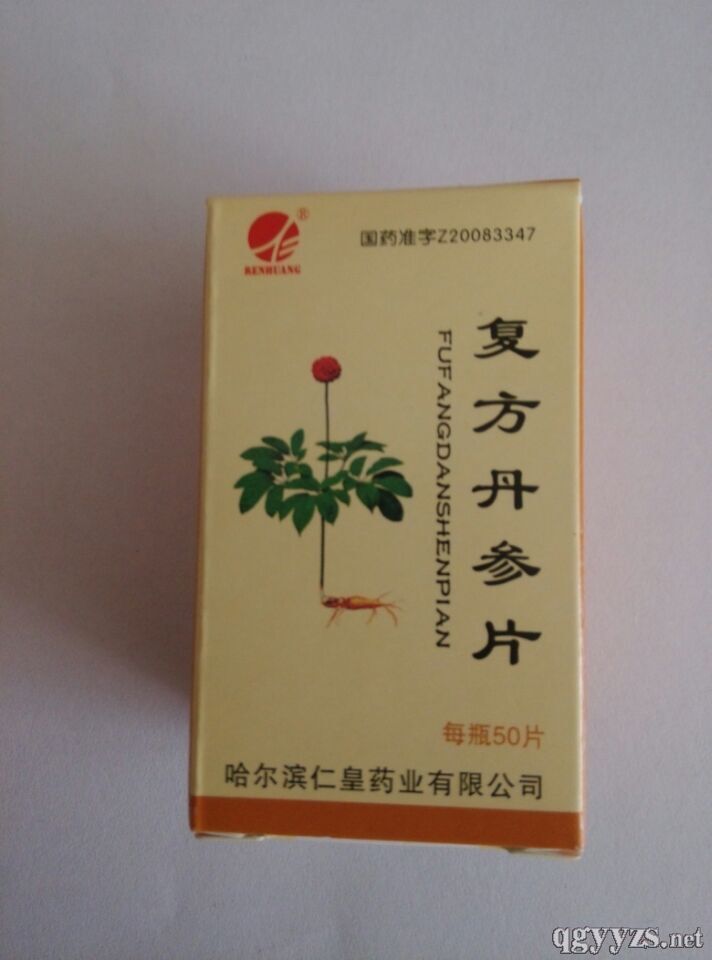 RENHUANG
®
国药准字Z20083347
复方丹参片
FUFANGDANSHENPIAN
每瓶50片
哈尔滨仁皇药业有限公司
qgyyzs.net